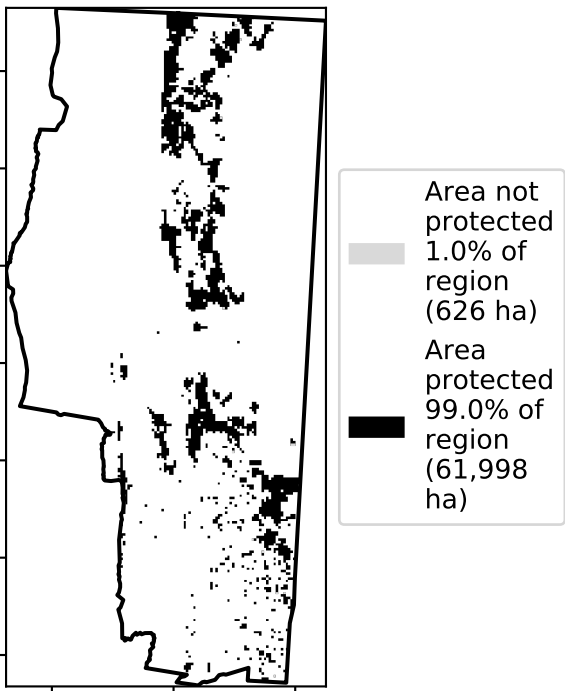 Area not
protected
1.0% of
region
(626 ha)
Area
protected
99.0% of
region
(61,998
ha)